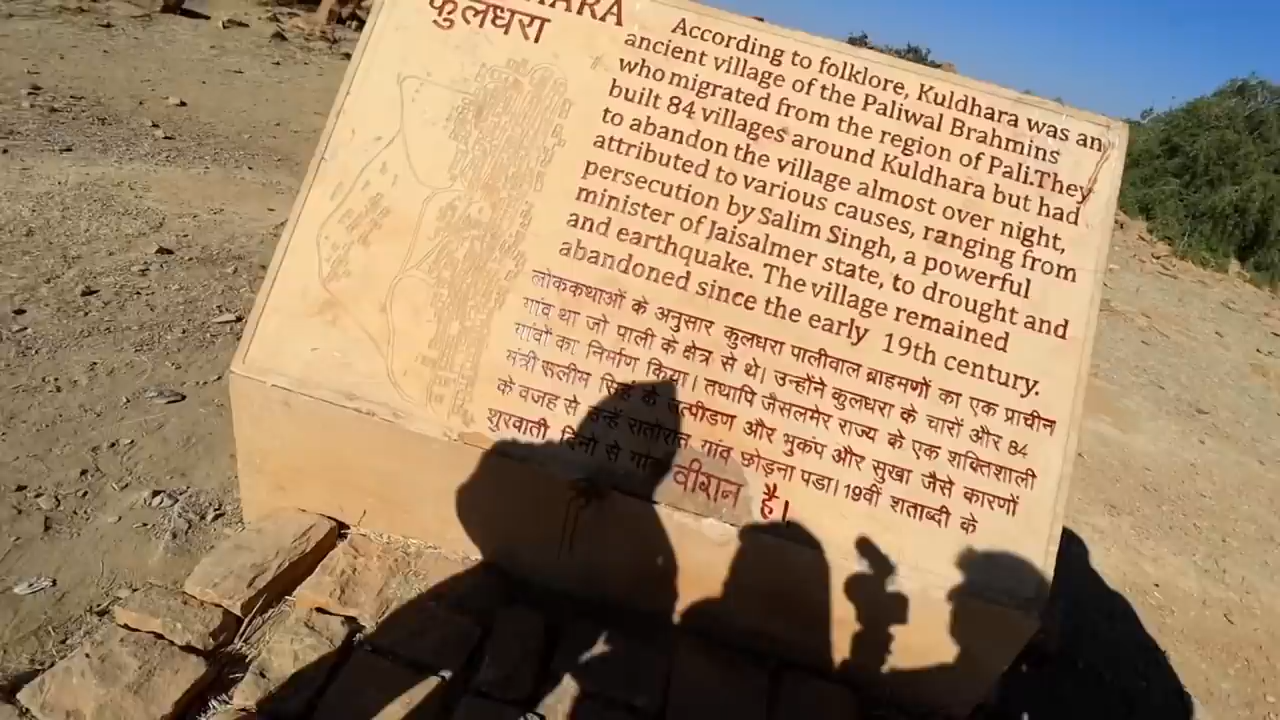 कुलधरा
According to folklore, Kuldhara was an
ancient village of the Paliwal Brahmins
who migrated from the region of Pali.They
built 84 villages around Kuldhara but had
to abandon the village almost over night,
attributed to various causes, ranging from
persecution by Salim Singh, a powerful
minister of Jaisalmer state, to drought and
and earthquake. The village remained
abandoned since the early 19th century.
लोककथाओं के अनुसार कुलधरा पालीवाल ब्राहमणों का एक प्राचीन
गांव था जो पाली के क्षेत्र से थे। उन्होंने कुलधरा के चारों और 84
गांवों का निर्माण किया। तथापि जैसलमेर राज्य के एक शक्तिशाली
मंत्री सलीम सिंह के उत्पीडण और भुकंप और सुखा जैसे कारणों
के वजह से उन्हें रातोरात गांव छोड़ना पडा। 19वीं शताब्दी के
शुरवाती दिनो से गांव वीरान है।